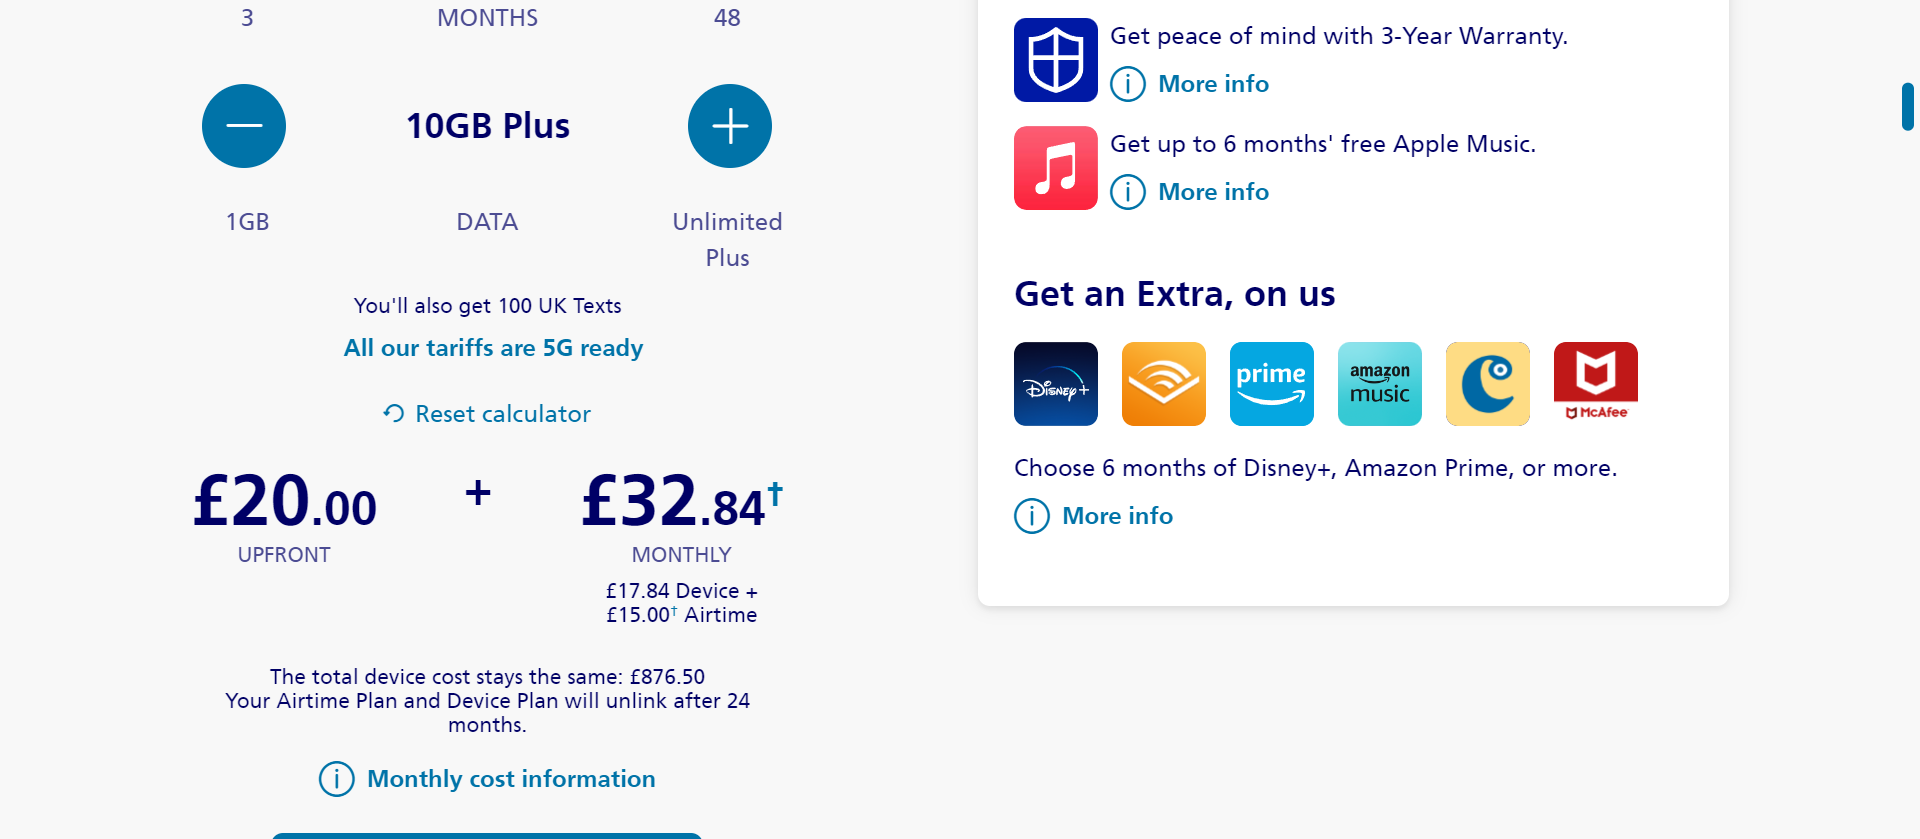 3 MONTHS 48
10GB Plus
1GB DATA Unlimited
Plus
You'll also get 100 UK Texts
All our tariffs are 5G ready
Reset calculator
£20.00 + £32.84†
UPFRONT MONTHLY
£17.84 Device +
£15.00† Airtime
The total device cost stays the same: £876.50
Your Airtime Plan and Device Plan will unlink after 24
months.
Monthly cost information
Get peace of mind with 3-Year Warranty.
More info
Get up to 6 months' free Apple Music.
More info
Get an Extra, on us
Disney+ prime amazon music McAfee
Choose 6 months of Disney+, Amazon Prime, or more.
More info